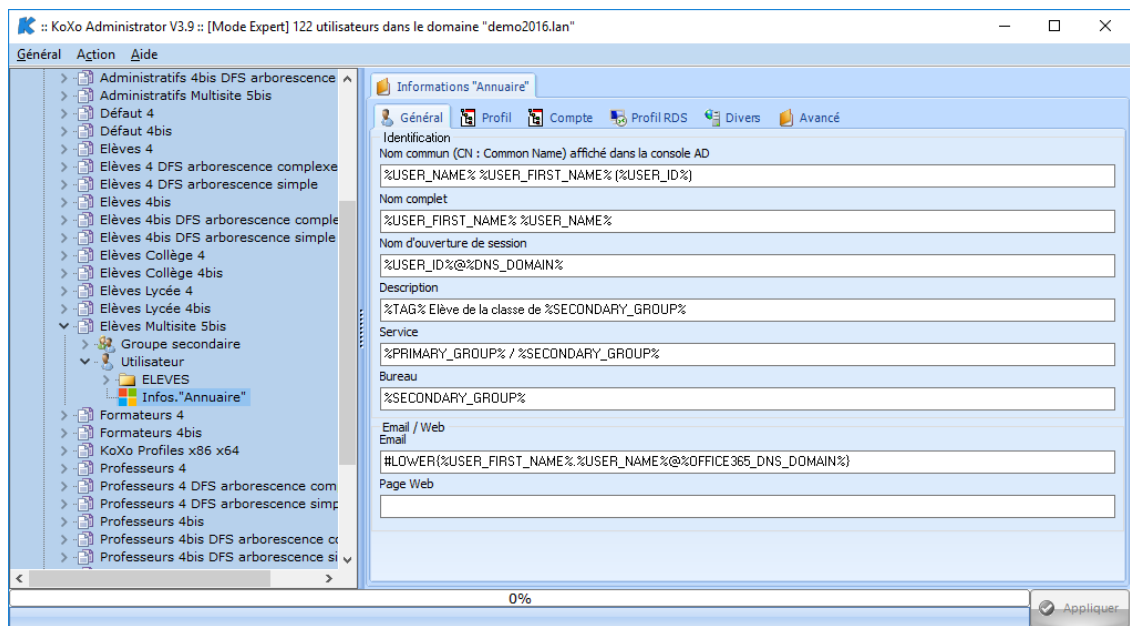 :: KoXo Administrator V3.9 :: [Mode Expert] 122 utilisateurs dans le domaine "demo2016.lan"
Général Action Aide
Administratifs 4bis DFS arborescence
Administratifs Multisite 5bis
Défaut 4
Défaut 4bis
Elèves 4
Elèves 4 DFS arborescence complexe
Elèves 4 DFS arborescence simple
Elèves 4bis
Elèves 4bis DFS arborescence comple
Elèves 4bis DFS arborescence simple
Elèves Collège 4
Elèves Collège 4bis
Elèves Lycée 4
Elèves Lycée 4bis
Elèves Multisite 5bis
Groupe secondaire
Utilisateur
ELEVES
Infos."Annuaire"
Formateurs 4
Formateurs 4bis
KoXo Profiles x86 x64
Professeurs 4
Professeurs 4 DFS arborescence com
Professeurs 4 DFS arborescence simp
Professeurs 4bis
Professeurs 4bis DFS arborescence co
Professeurs 4bis DFS arborescence si
Informations "Annuaire"
Général Profil Compte Profil RDS Divers Avancé
Identification
Nom commun (CN : Common Name) affiché dans la console AD
%USER_NAME% %USER_FIRST_NAME% (%USER_ID%)
Nom complet
%USER_FIRST_NAME% %USER_NAME%
Nom d'ouverture de session
%USER_ID%@%DNS_DOMAIN%
Description
%TAG% Elève de la classe de %SECONDARY_GROUP%
Service
%PRIMARY_GROUP% / %SECONDARY_GROUP%
Bureau
%SECONDARY_GROUP%
Email / Web
Email
#LOWER{%USER_FIRST_NAME%.%USER_NAME%@%OFFICE365_DNS_DOMAIN%}
Page Web
0%
Appliquer